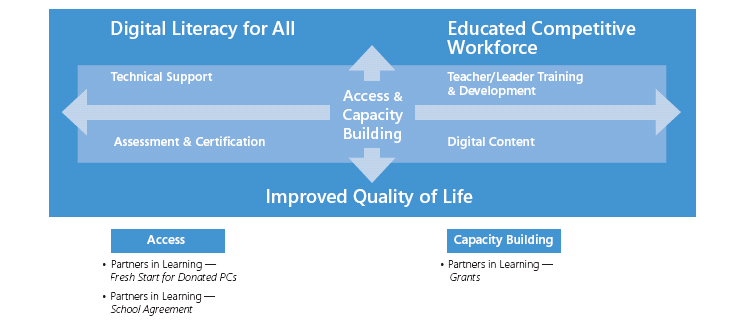 Digital Literacy for All
Educated Competitive
Workforce
Technical Support
Teacher/Leader Training
& Development
Access &
Capacity
Building
Assessment & Certification
Digital Content
Improved Quality of Life
Access
• Partners in Learning —
Fresh Start for Donated PCs
• Partners in Learning —
School Agreement
Capacity Building
• Partners in Learning —
Grants